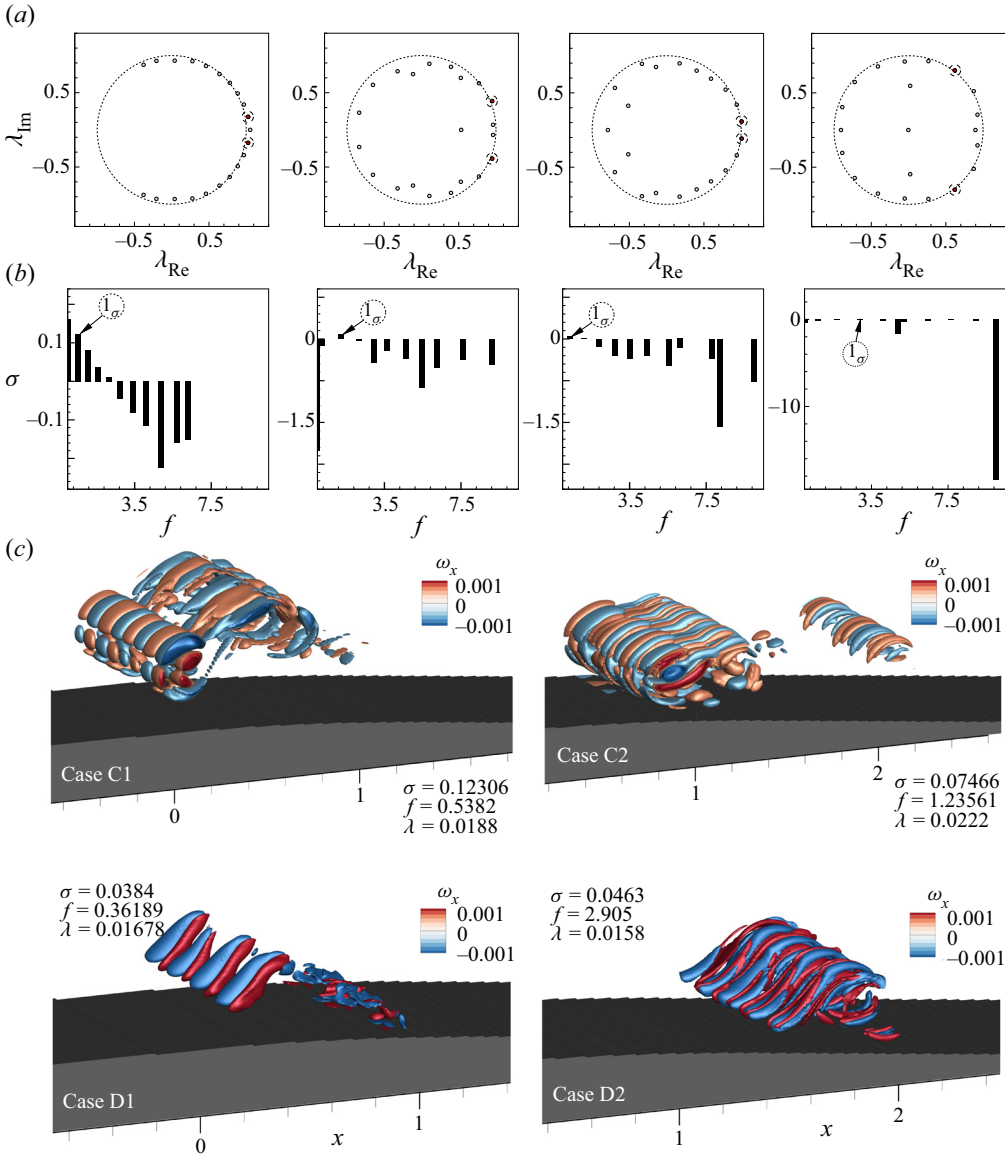 (a)
0.5
−0.5
λIm
−0.5 0.5
λRe
0.5
−0.5
−0.5 0.5
λRe
0.5
−0.5
−0.5 0.5
λRe
0.5
−0.5
−0.5 0.5
λRe
(b)
0.1
−0.1
σ
1σ
3.5 7.5
f
0
−1.5
1σ
3.5 7.5
f
0
−1.5
1σ
3.5 7.5
f
0
−10
1σ
3.5 7.5
f
(c)
ωx
0.001
0
−0.001
Case C1
0 1
σ = 0.12306
f = 0.5382
λ = 0.0188
ωx
0.001
0
−0.001
Case C2
1 2
σ = 0.07466
f = 1.23561
λ = 0.0222
σ = 0.0384
f = 0.36189
λ = 0.01678
ωx
0.001
0
−0.001
Case D1
0 x 1
σ = 0.0463
f = 2.905
λ = 0.0158
ωx
0.001
0
−0.001
Case D2
1 x 2